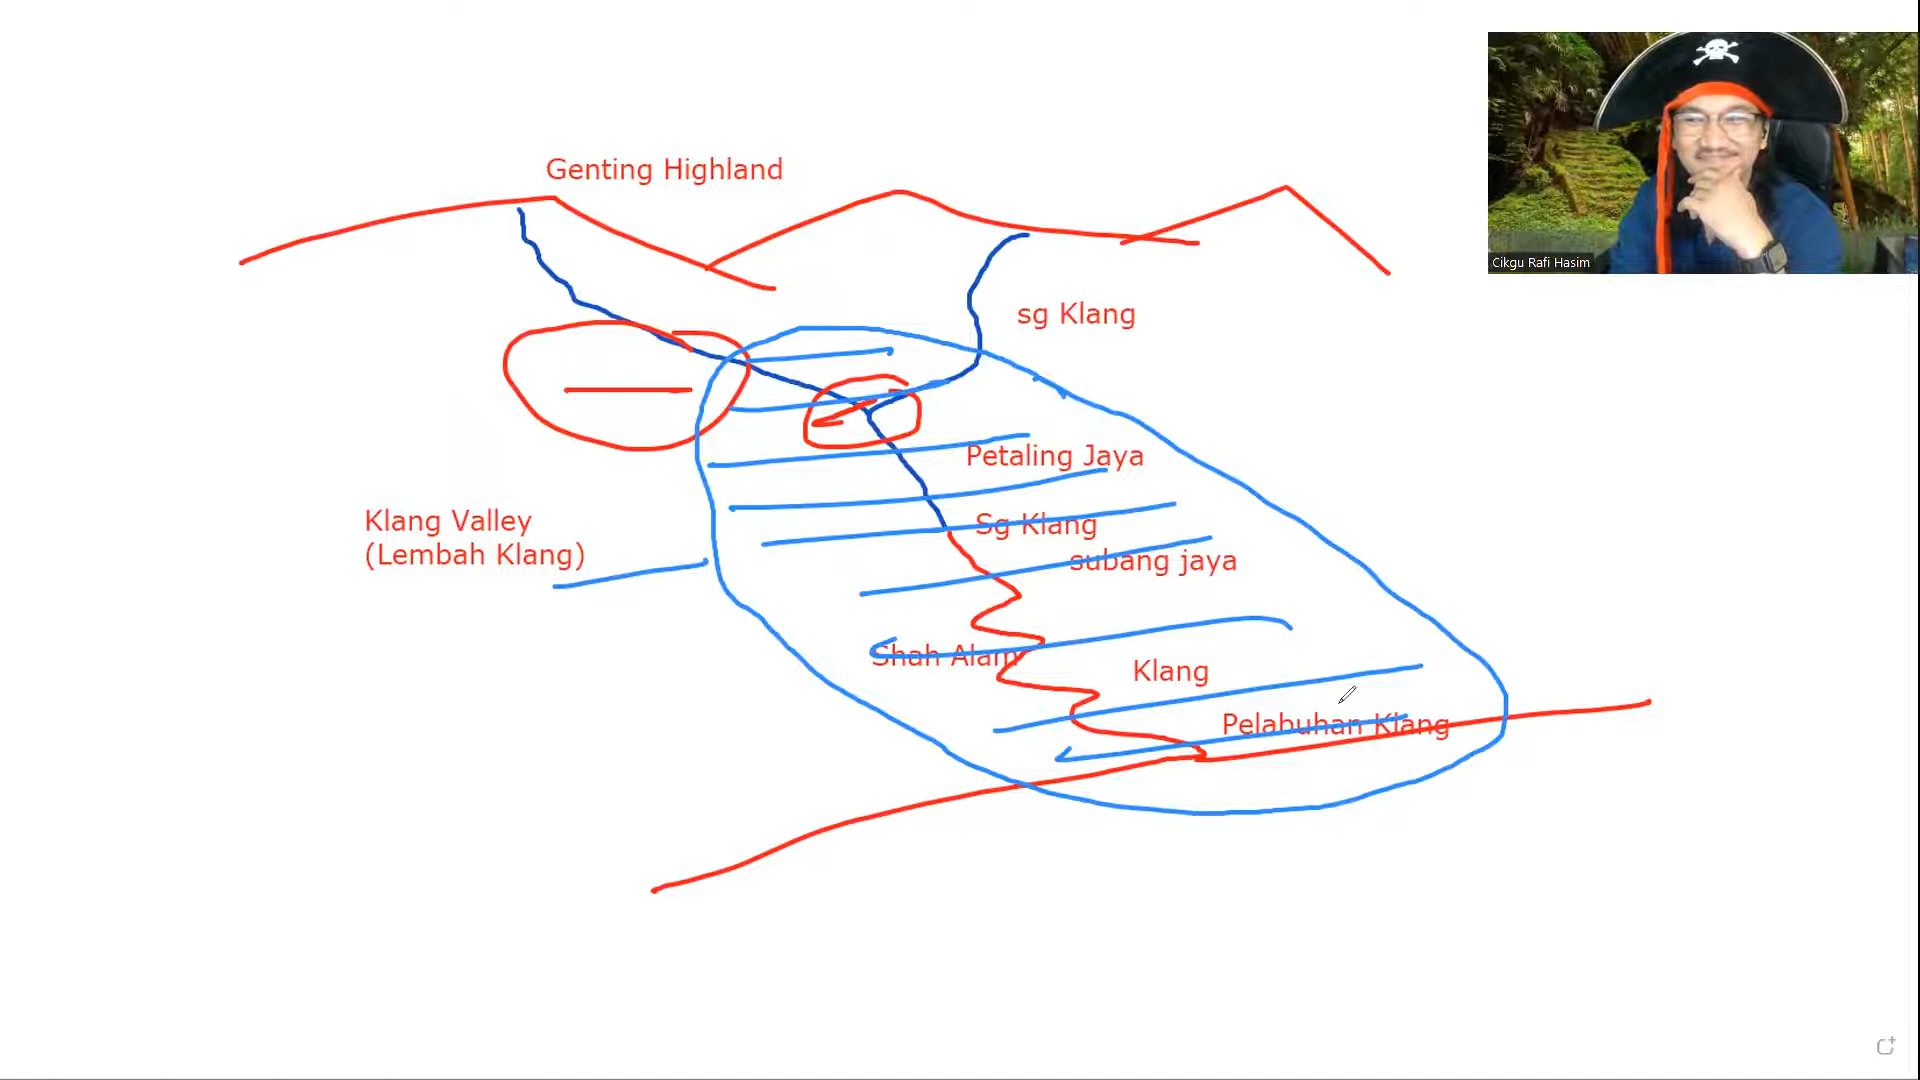 Genting Highland
Cikgu Rafi Hasim
sg Klang
Petaling Jaya
Klang Valley
(Lembah Klang)
Sg Klang
subang jaya
Shah Alam
Klang
Pelabuhan Klang